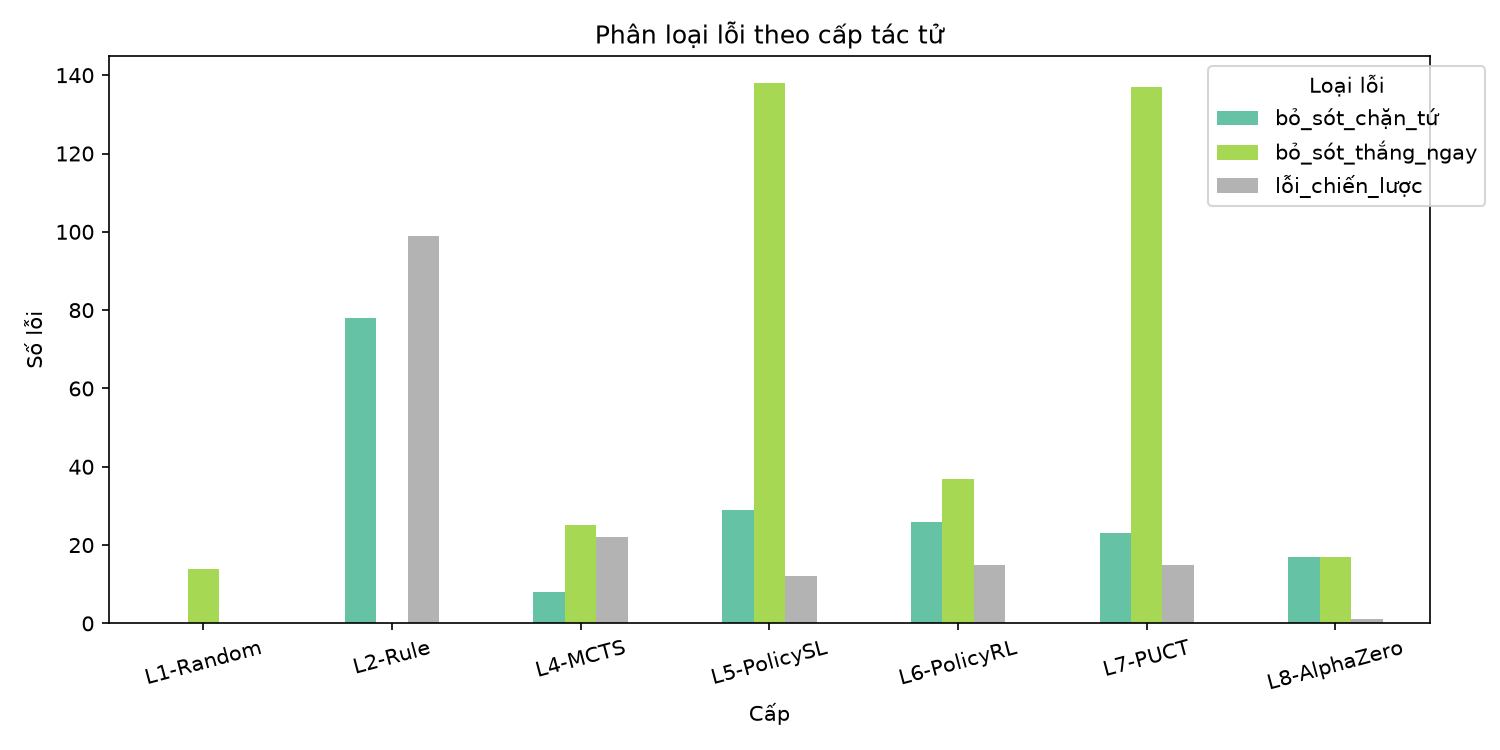 Phân loại lỗi theo cấp tác tử
Loại lỗi
bỏ_sót_chặn_tứ
bỏ_sót_thắng_ngay
lỗi_chiến_lược
Số lỗi
140
120
100
80
60
40
20
0
L1-Random
L2-Rule
L4-MCTS
L5-PolicySL
L6-PolicyRL
L7-PUCT
L8-AlphaZero
Cấp